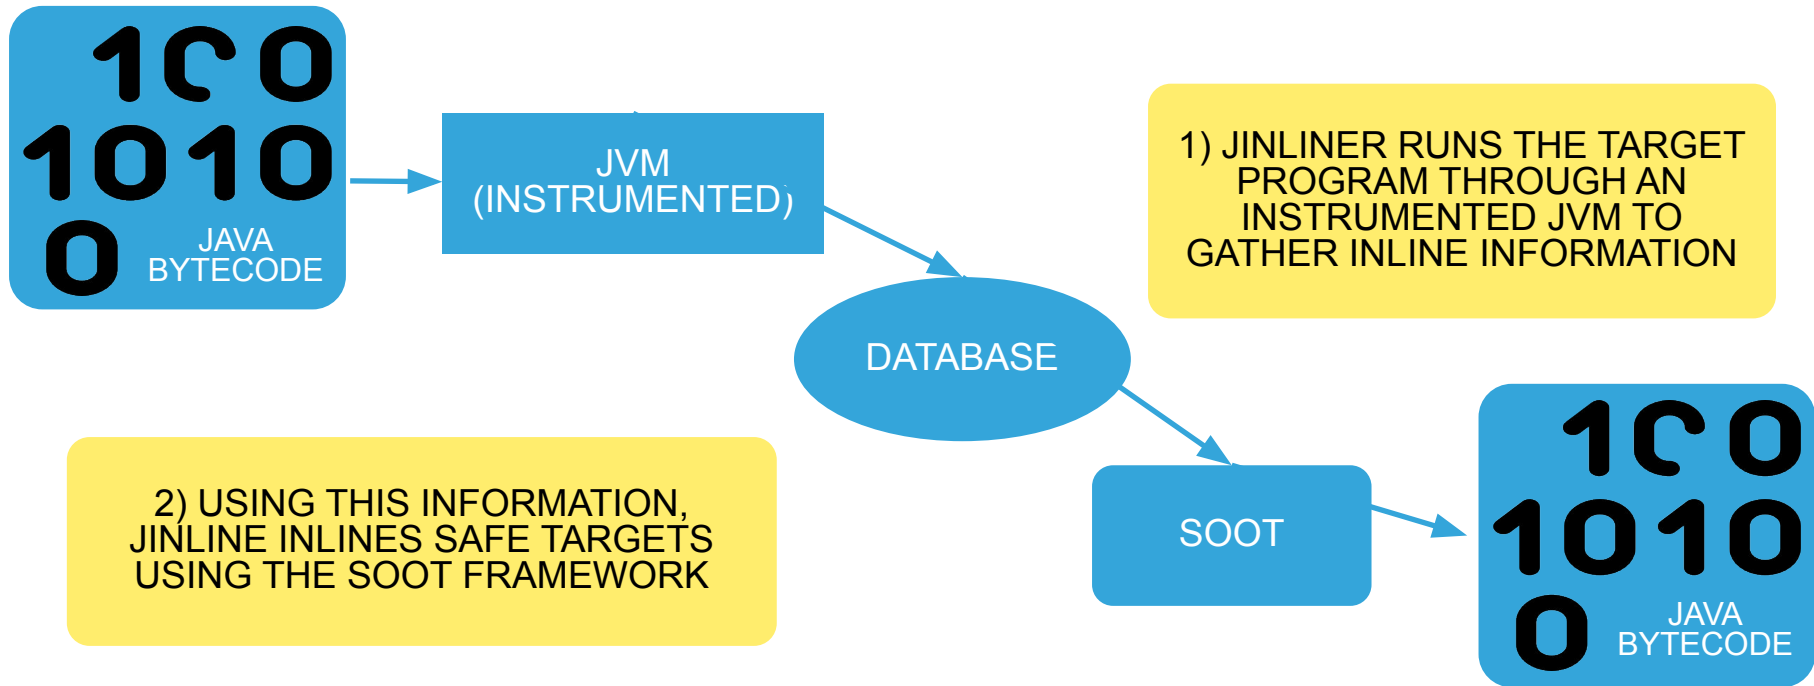 100
1010
0
JAVA
BYTECODE
JVM
(INSTRUMENTED)
1) JINLINER RUNS THE TARGET
PROGRAM THROUGH AN
INSTRUMENTED JVM TO
GATHER INLINE INFORMATION
DATABASE
2) USING THIS INFORMATION,
JINLINE INLINES SAFE TARGETS
USING THE SOOT FRAMEWORK
SOOT
100
1010
0
JAVA
BYTECODE